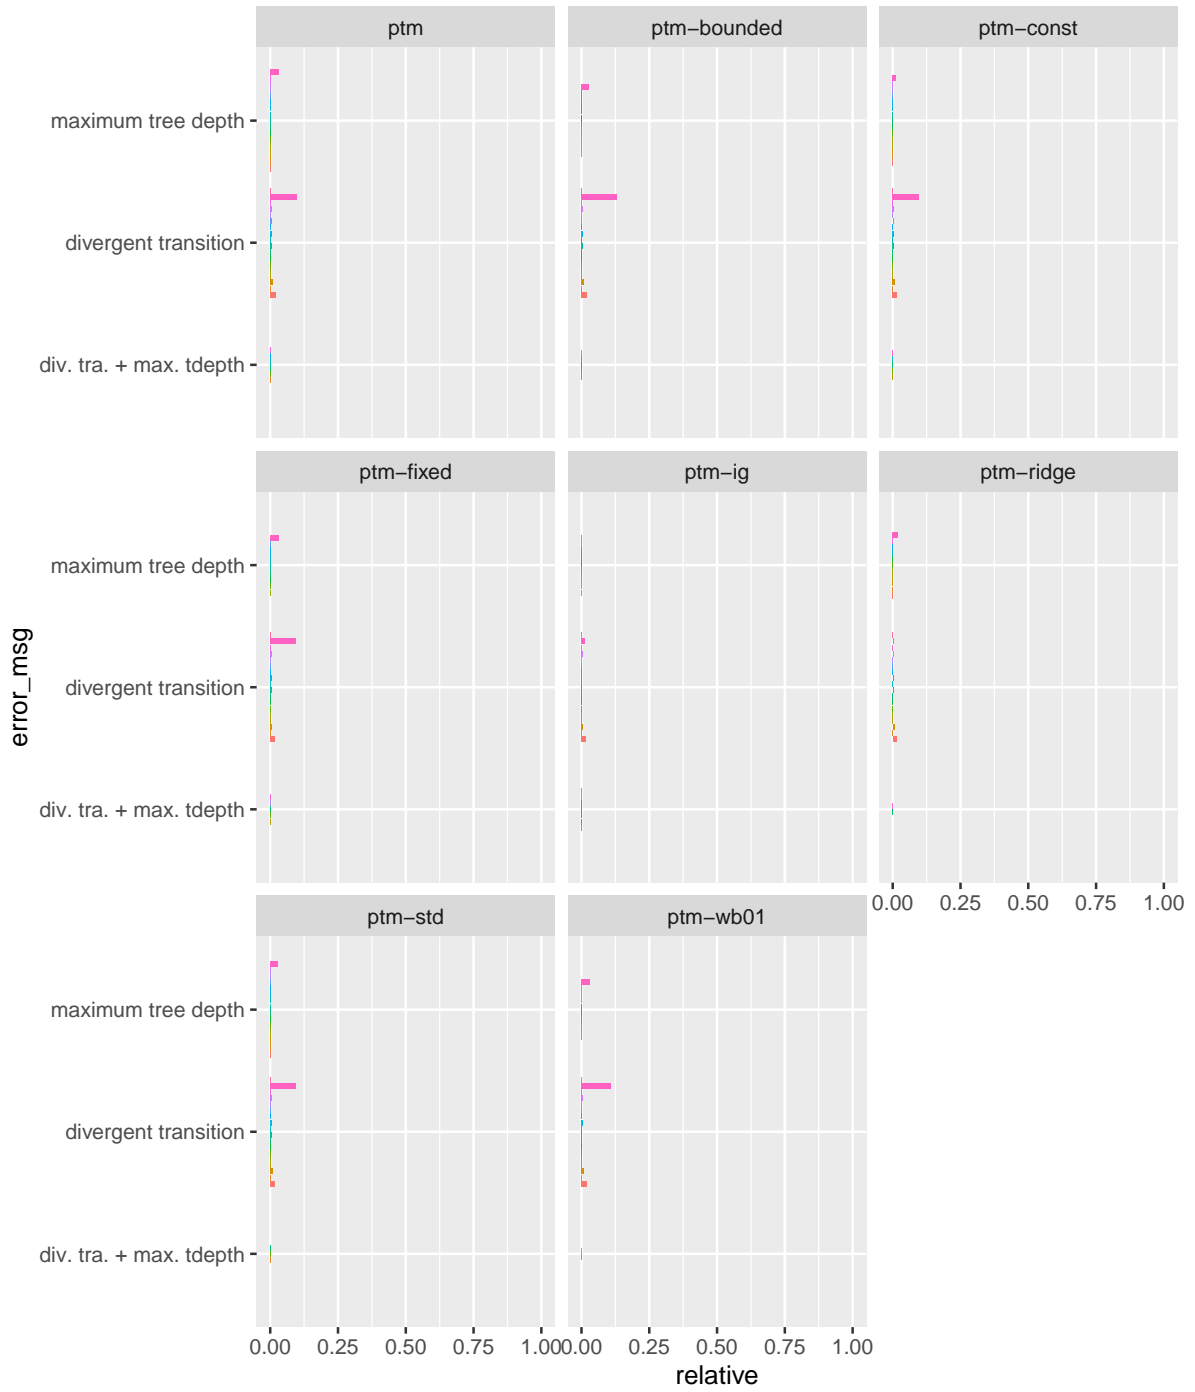 ptm
ptm−bounded
ptm−const
maximum tree depth
divergent transition
div. tra. + max. tdepth
ptm−fixed
ptm−ig
ptm−ridge
maximum tree depth
divergent transition
div. tra. + max. tdepth
error_msg
0.00 0.25 0.50 0.75 1.00
ptm−std
ptm−wb01
maximum tree depth
divergent transition
div. tra. + max. tdepth
0.00 0.25 0.50 0.75 1.00
0.00 0.25 0.50 0.75 1.00
relative